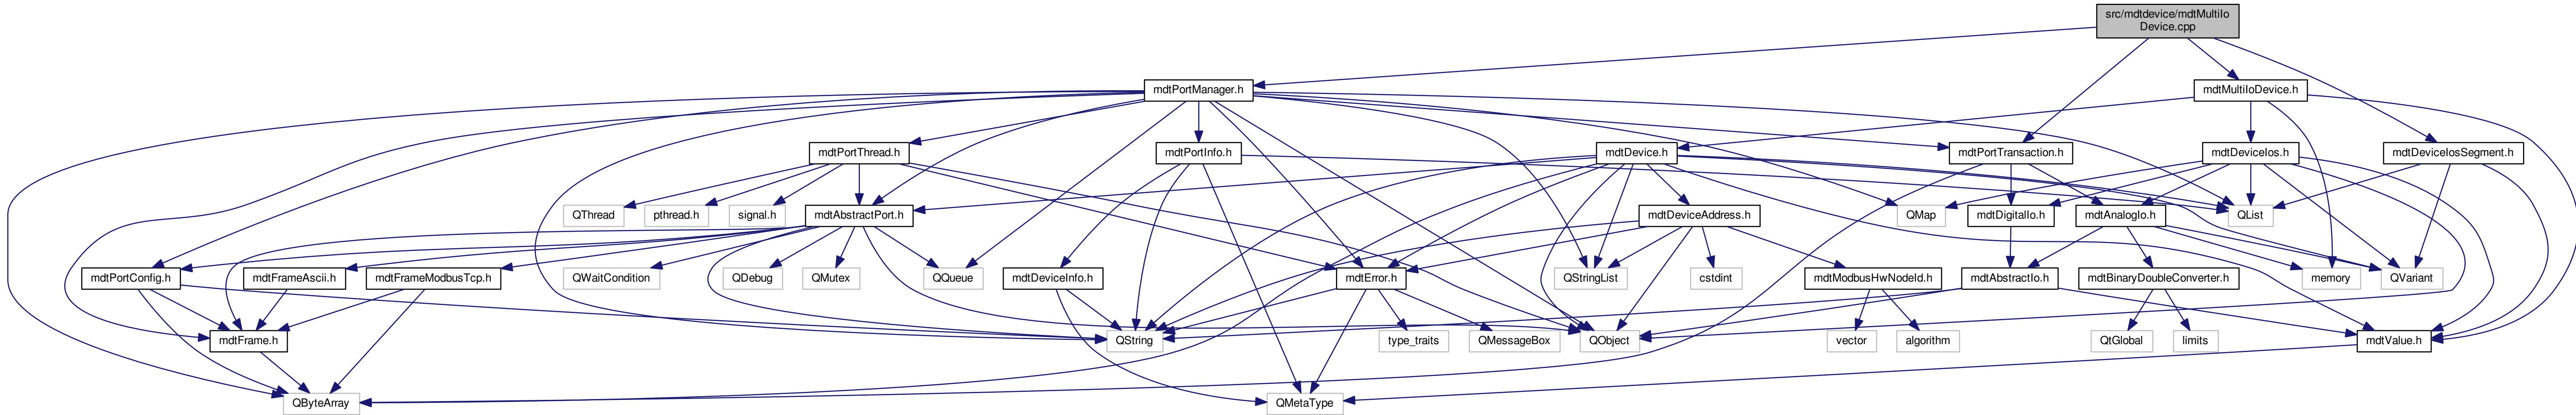 src/mdtdevice/mdtMultiIo
Device.cpp
mdtPortManager.h
mdtMultiIoDevice.h
mdtPortThread.h
mdtPortInfo.h
mdtDevice.h
mdtPortTransaction.h
mdtDeviceIos.h
mdtDeviceIosSegment.h
QThread
pthread.h
signal.h
mdtAbstractPort.h
mdtDeviceAddress.h
QMap
mdtDigitalIo.h
mdtAnalogIo.h
QList
mdtPortConfig.h
mdtFrameAscii.h
mdtFrameModbusTcp.h
QWaitCondition
QDebug
QMutex
QQueue
mdtDeviceInfo.h
mdtError.h
QStringList
cstdint
mdtModbusHwNodeId.h
mdtAbstractIo.h
mdtBinaryDoubleConverter.h
memory
QVariant
mdtFrame.h
QString
type_traits
QMessageBox
QObject
vector
algorithm
QtGlobal
limits
mdtValue.h
QByteArray
QMetaType